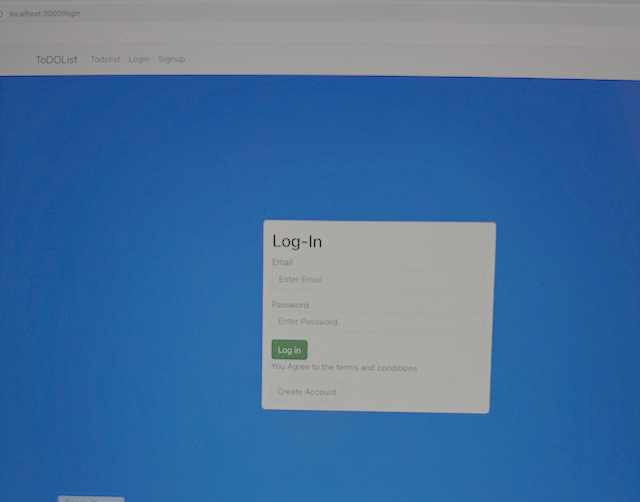 localhost:3000/login
ToDOList Todolist Login Signup
Log-In
Email
Enter Email
Password
Enter Password
Log in
You Agree to the terms and conditions
Create Account